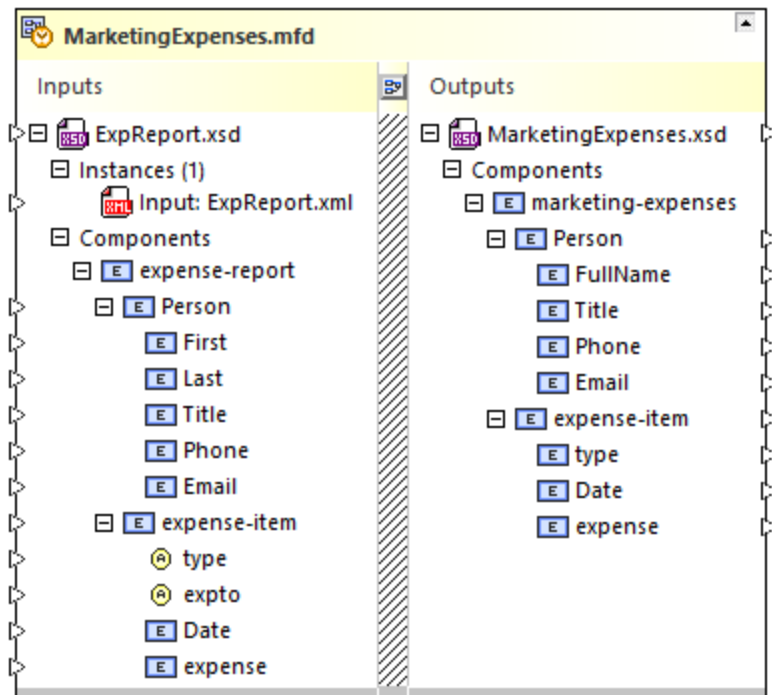 MarketingExpenses.mfd
Inputs
ExpReport.xsd
Instances (1)
Input: ExpReport.xml
Components
expense-report
Person
First
Last
Title
Phone
Email
expense-item
type
expto
Date
expense
Outputs
MarketingExpenses.xsd
Components
marketing-expenses
Person
FullName
Title
Phone
Email
expense-item
type
Date
expense